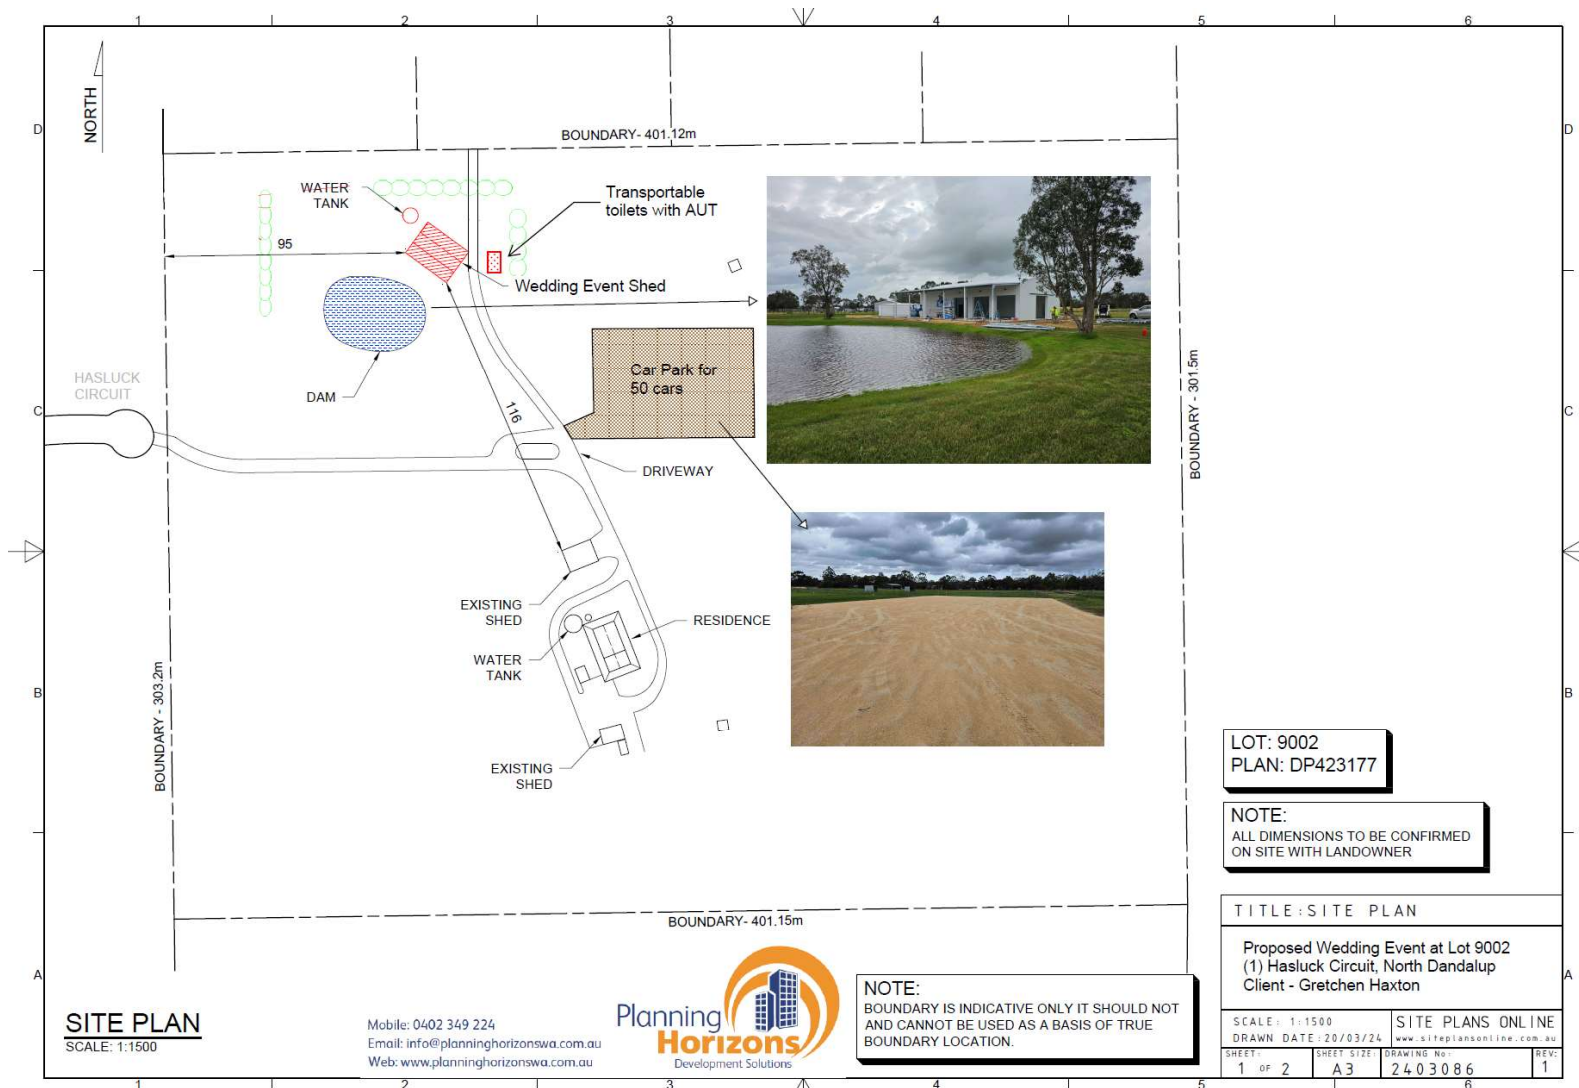 1 2 3 4 5 6
D D
NORTH
BOUNDARY- 401.12m
WATER
TANK
Transportable
toilets with AUT
95
Wedding Event Shed
HASLUCK
CIRCUIT
DAM
Car Park for
50 cars
BOUNDARY - 301.5m
C C
116
DRIVEWAY
EXISTING
SHED
RESIDENCE
WATER
TANK
BOUNDARY - 303.2m
B B
EXISTING
SHED
LOT: 9002
PLAN: DP423177
NOTE:
ALL DIMENSIONS TO BE CONFIRMED
ON SITE WITH LANDOWNER
BOUNDARY- 401.15m
TITLE:SITE PLAN
Proposed Wedding Event at Lot 9002
(1) Hasluck Circuit, North Dandalup
Client - Gretchen Haxton
A A
SITE PLAN
SCALE: 1:1500
Mobile: 0402 349 224
Email: info@planninghorizonswa.com.au
Web: www.planninghorizonswa.com.au
Planning
Horizons
Development Solutions
NOTE:
BOUNDARY IS INDICATIVE ONLY IT SHOULD NOT
AND CANNOT BE USED AS A BASIS OF TRUE
BOUNDARY LOCATION.
SCALE: 1:1500
DRAWN DATE:20/03/24
SITE PLANS ONLINE
www.siteplansonline.com.au
SHEET:
1 OF 2
SHEET SIZE:
A3
DRAWING No:
2403086
REV:
1
1 2 3 4 5 6